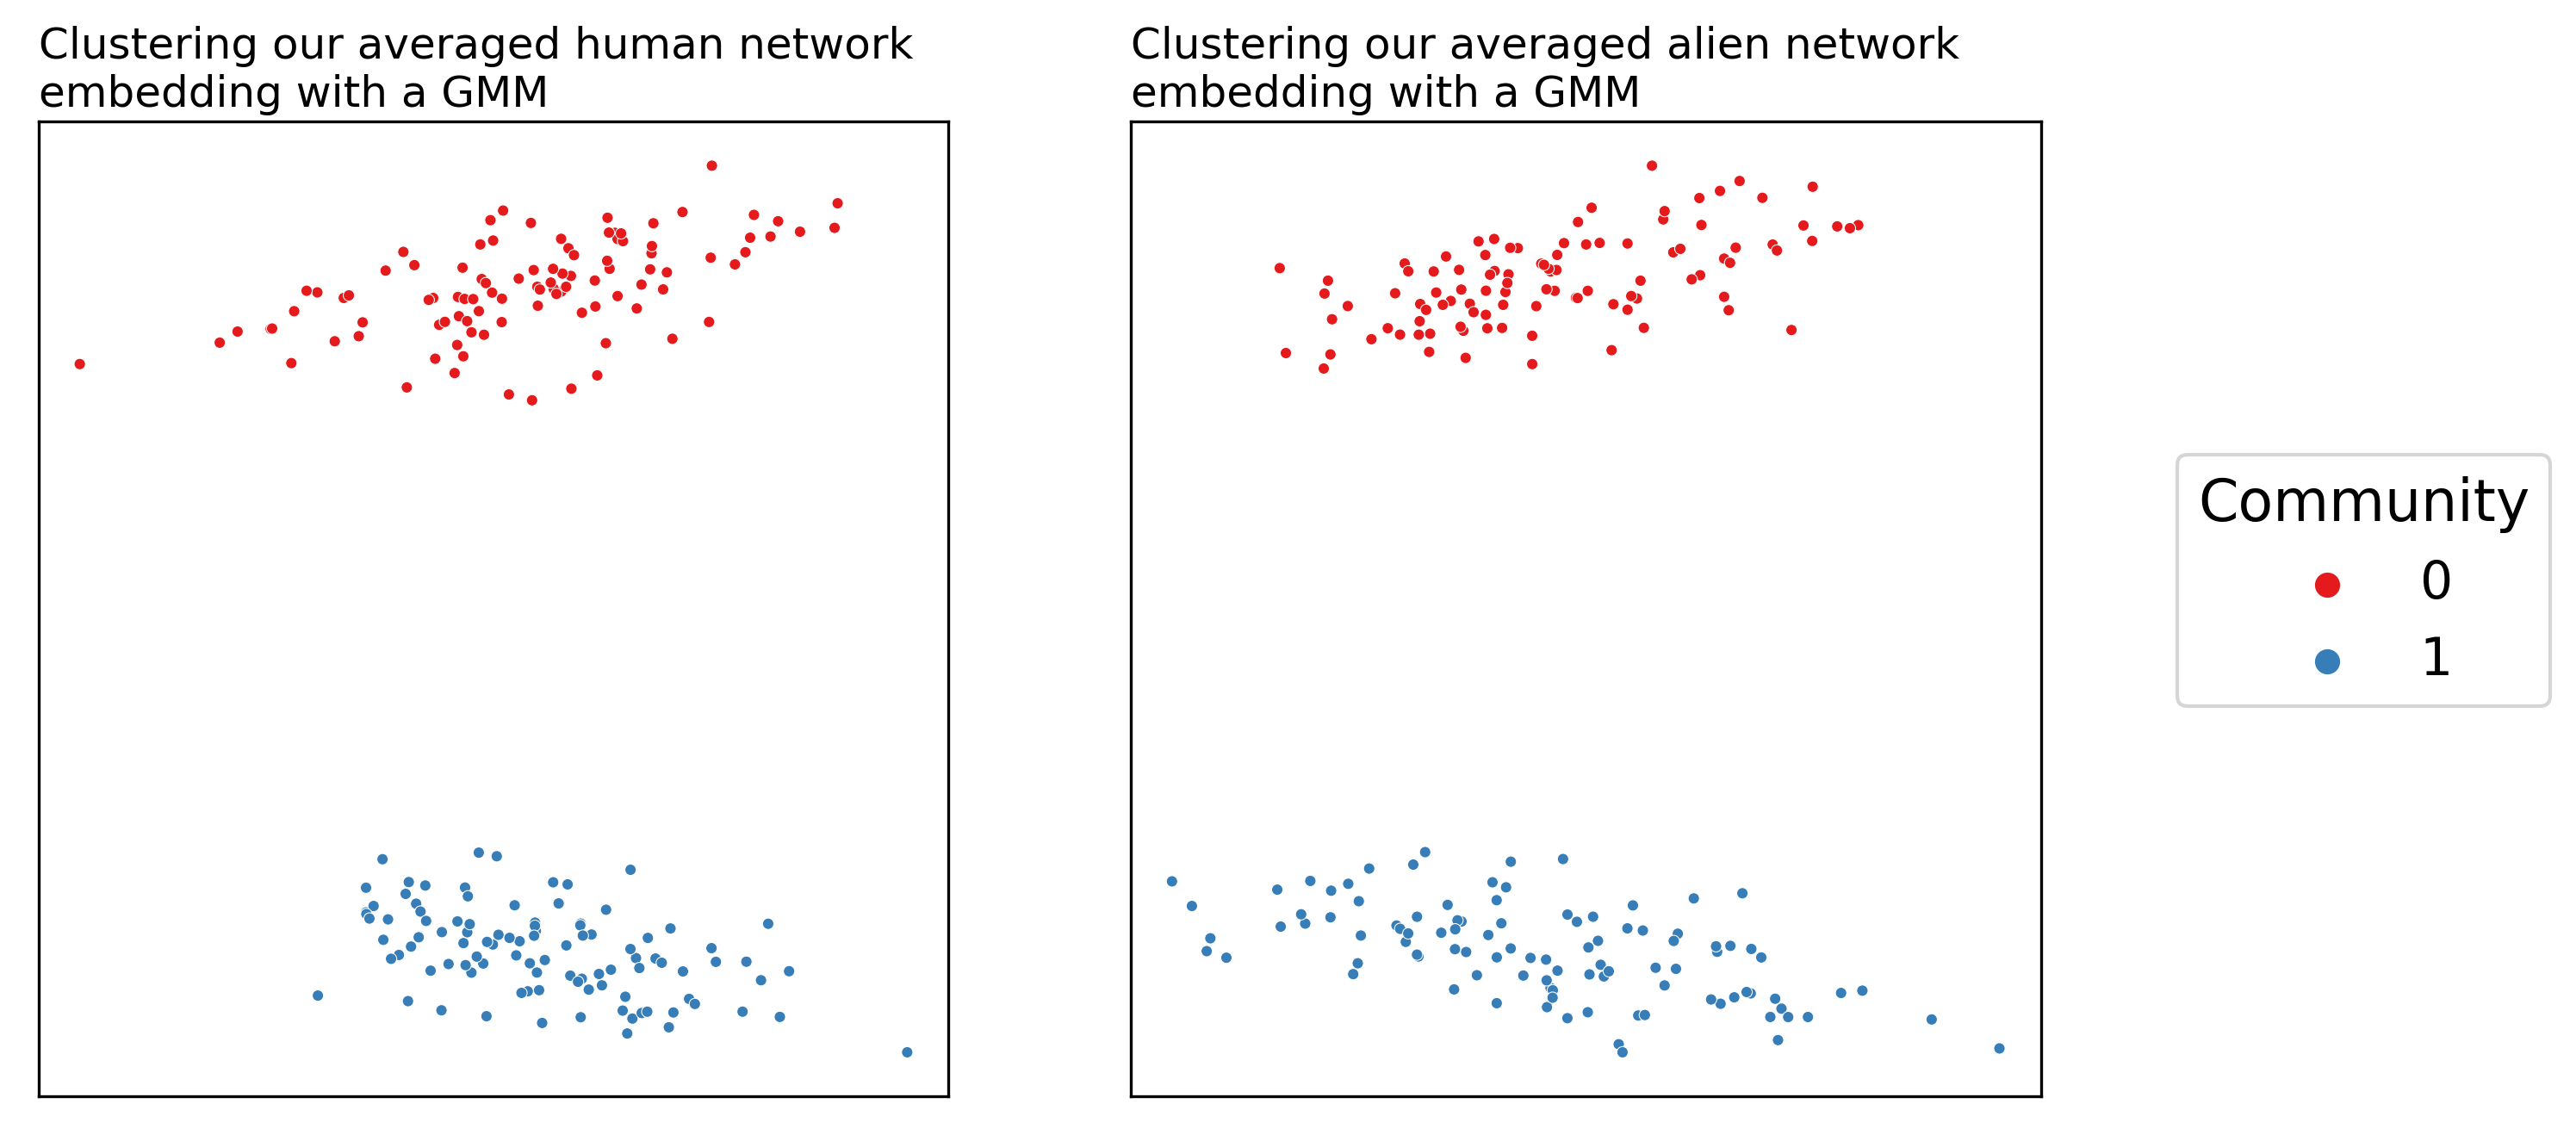 Clustering our averaged human network
embedding with a GMM
Clustering our averaged alien network
embedding with a GMM
Community
0
1